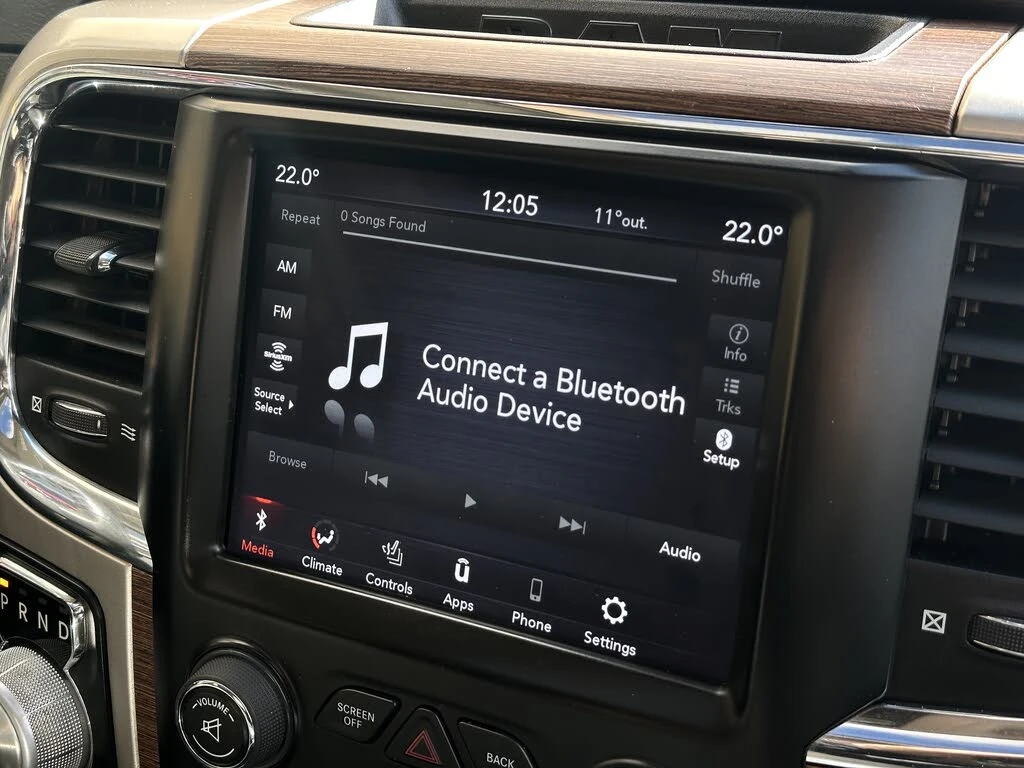 22.0°
12:05
11°out.
22.0°
Repeat
0 Songs Found
Shuffle
AM
FM
SiriusXM
Source
Select
Connect a Bluetooth
Audio Device
Info
Trks
Setup
Browse
Audio
Media
Climate
Controls
Apps
Phone
Settings
P R N D
VOLUME
SCREEN
OFF
BACK